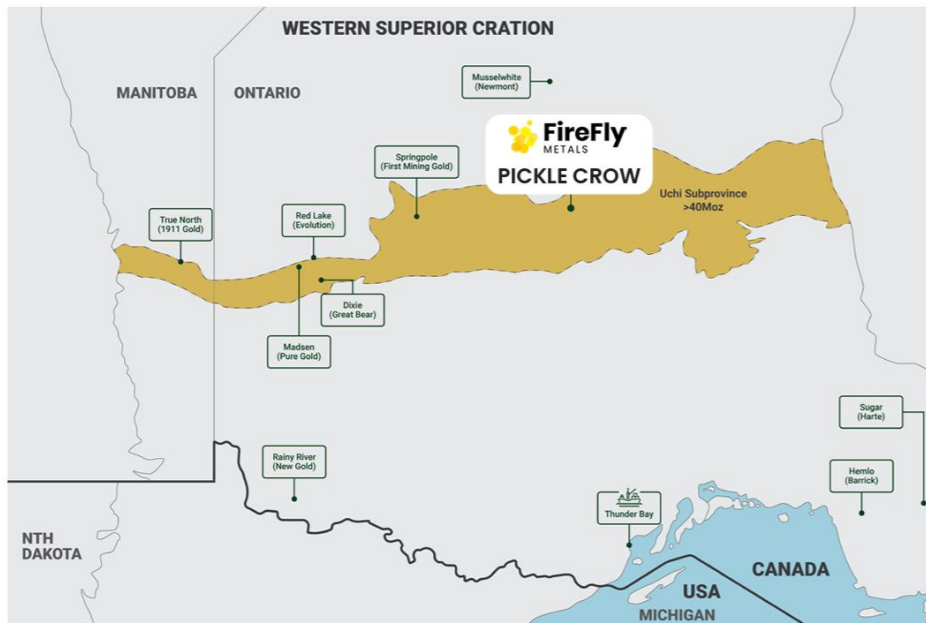 WESTERN SUPERIOR CRATION
MANITOBA
ONTARIO
Musselwhite
(Newmont)
FireFly
METALS
PICKLE CROW
Springpole
(First Mining Gold)
Uchi Subprovince
>40Moz
True North
(1911 Gold)
Red Lake
(Evolution)
Dixie
(Great Bear)
Madsen
(Pure Gold)
Sugar
(Harte)
Rainy River
(New Gold)
Hemlo
(Barrick)
Thunder Bay
NTH
DAKOTA
CANADA
USA
MICHIGAN